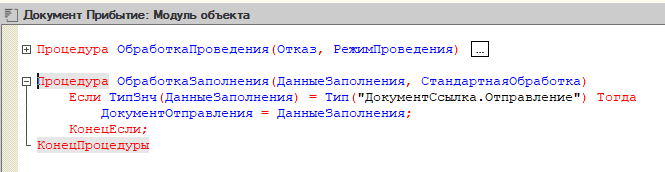 Документ Прибытие: Модуль объекта
Процедура ОбработкаПроведения(Отказ, РежимПроведения) ...
Процедура ОбработкаЗаполнения(ДанныеЗаполнения, СтандартнаяОбработка)
Если ТипЗнч(ДанныеЗаполнения) = Тип("ДокументСсылка.Отправление") Тогда
ДокументОтправления = ДанныеЗаполнения;
КонецЕсли;
КонецПроцедуры